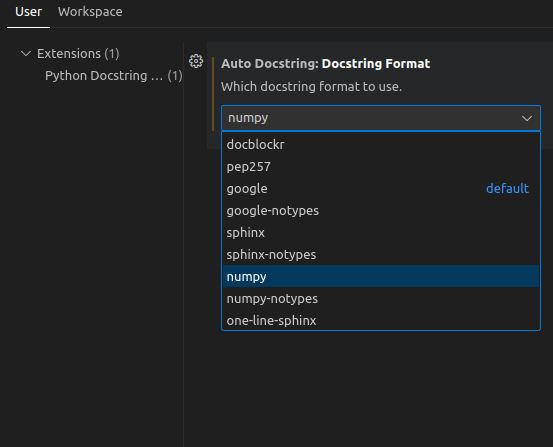 User Workspace
Extensions (1)
Python Docstring ... (1)
Auto Docstring: Docstring Format
Which docstring format to use.
numpy
docblockr
pep257
google default
google-notypes
sphinx
sphinx-notypes
numpy
numpy-notypes
one-line-sphinx